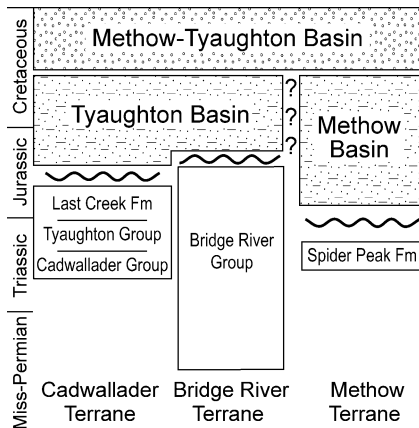 Cretaceous
Jurassic
Triassic
Miss-Permian
Methow-Tyaughton Basin
Tyaughton Basin
?
?
?
Methow
Basin
Last Creek Fm
Tyaughton Group
Cadwallader Group
Bridge River
Group
Spider Peak Fm
Cadwallader
Terrane
Bridge River
Terrane
Methow
Terrane